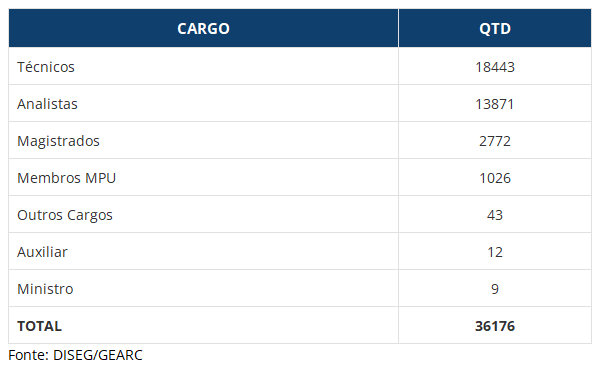 CARGO QTD
Técnicos 18443
Analistas 13871
Magistrados 2772
Membros MPU 1026
Outros Cargos 43
Auxiliar 12
Ministro 9
TOTAL 36176
Fonte: DISEG/GEARC